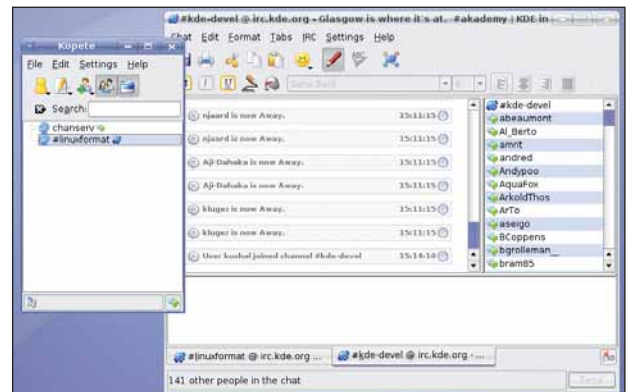 #kde-devel @ irc.kde.org - Glasgow is where it's at. #akademy | KDE in
Chat Edit Format Tabs IRC Settings Help
Kopete
File Edit Settings Help
Search:
chanserv
#linuxformat
njaard is now Away. 15:11:15
njaard is now Away. 15:11:15
Aji-Dahaka is now Away. 15:11:15
Aji-Dahaka is now Away. 15:11:15
kluges is now Away. 15:11:15
kluges is now Away. 15:11:15
User kushal joined channel #kde-devel 15:14:10
#kde-devel
abeaumont
Al_Berto
amrit
andred
Andypoo
AquaFox
ArkoldThos
ArTo
aseigo
BCoppens
bgrolleman__
bram85
#linuxformat @ irc.kde.org ...
#kde-devel @ irc.kde.org - ...
141 other people in the chat
Send